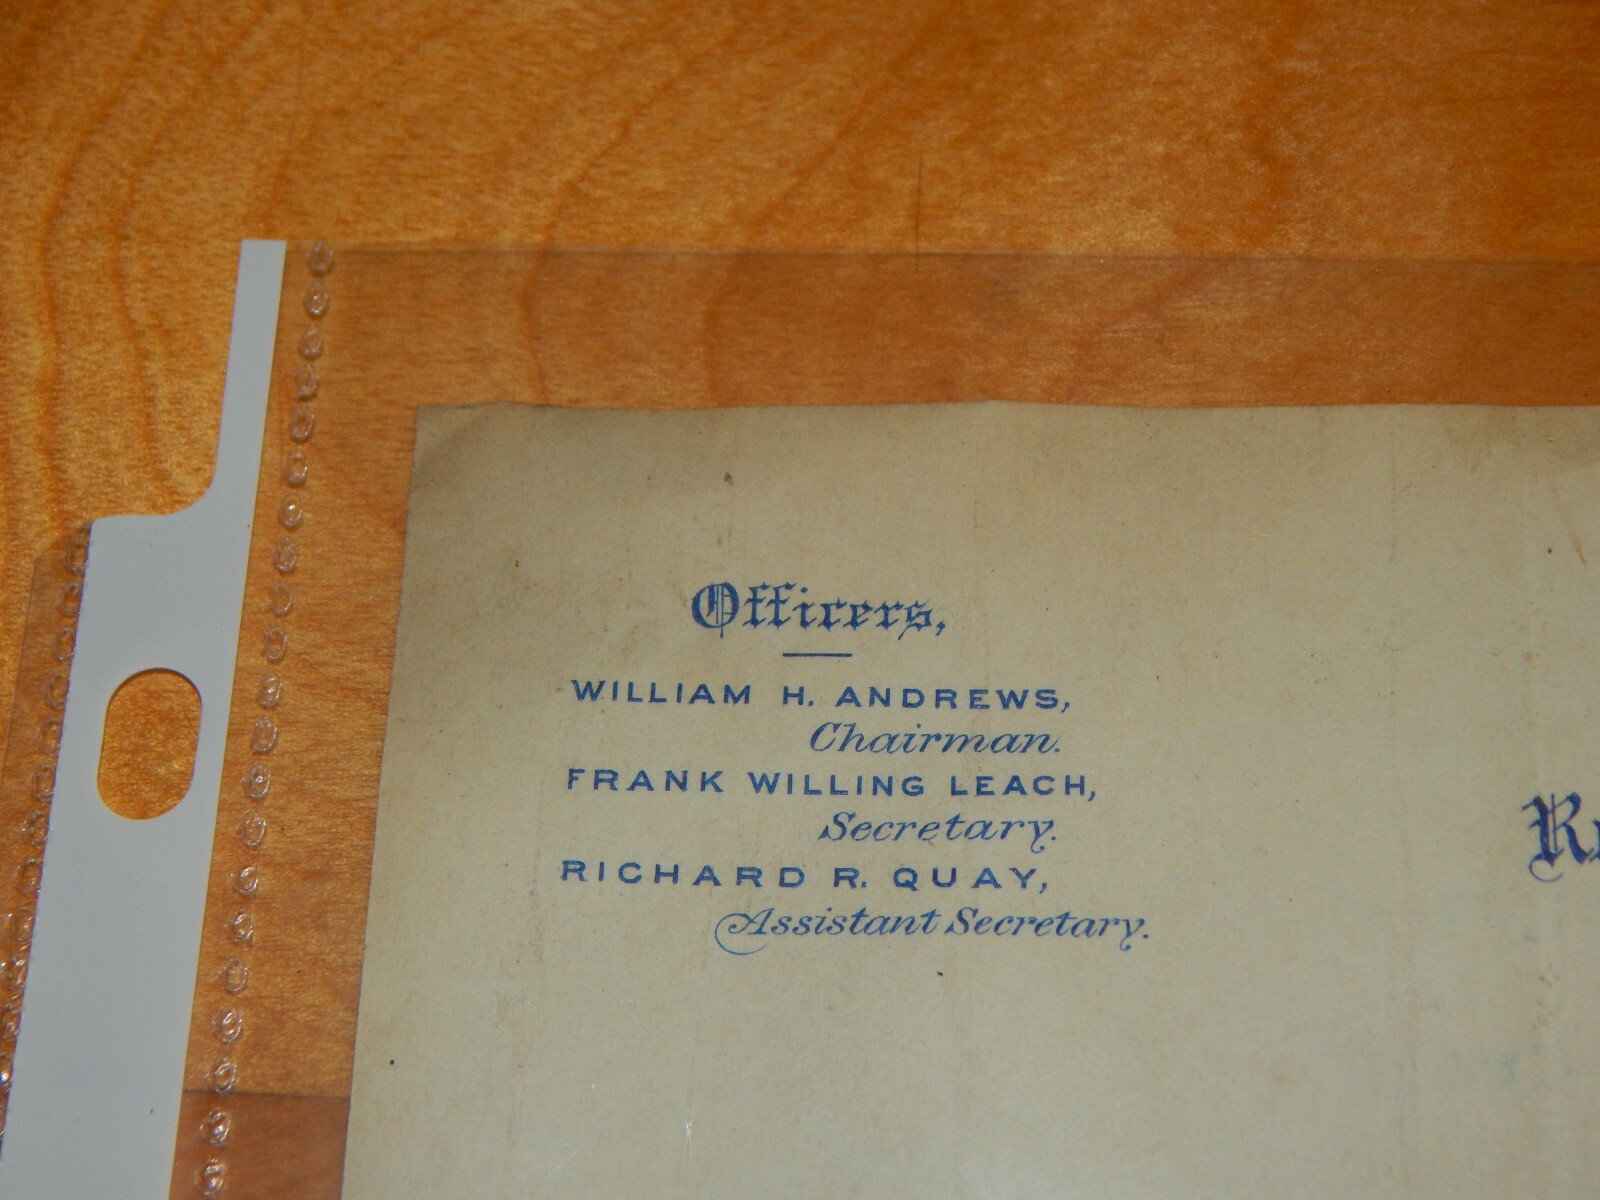 Officers,
WILLIAM H. ANDREWS,
Chairman.
FRANK WILLING LEACH,
Secretary.
RICHARD R. QUAY,
Assistant Secretary.